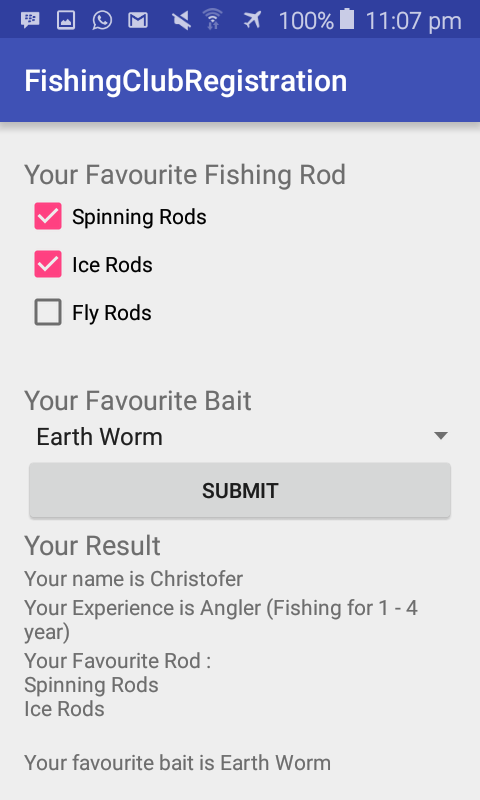 100% 11:07 pm
FishingClubRegistration
Your Favourite Fishing Rod
Spinning Rods
Ice Rods
Fly Rods
Your Favourite Bait
Earth Worm
SUBMIT
Your Result
Your name is Christofer
Your Experience is Angler (Fishing for 1 - 4
year)
Your Favourite Rod :
Spinning Rods
Ice Rods
Your favourite bait is Earth Worm